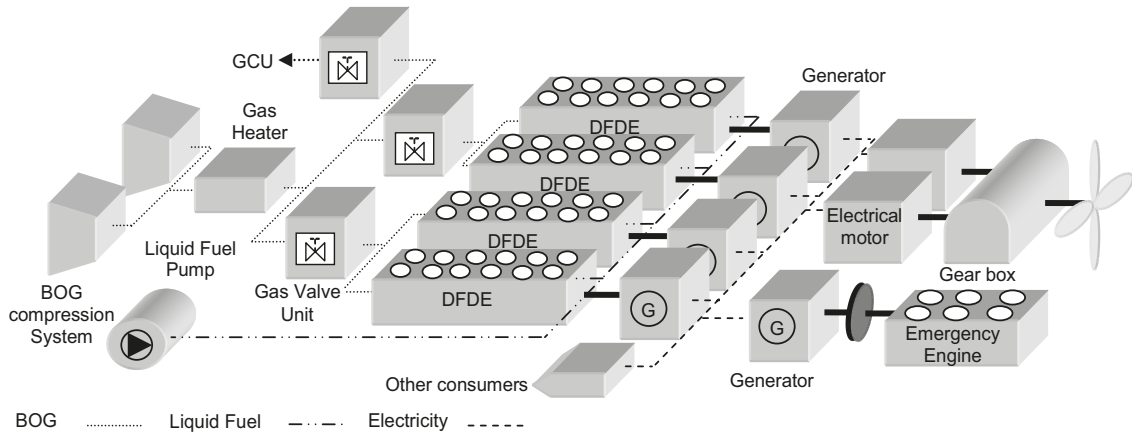 GCU
Generator
Gas
Heater
DFDE
DFDE
DFDE
DFDE
Electrical
motor
Liquid Fuel
Pump
Gear box
BOG
compression
System
Gas Valve
Unit
G
G
Emergency
Engine
Generator
Other consumers
BOG
Liquid Fuel
Electricity